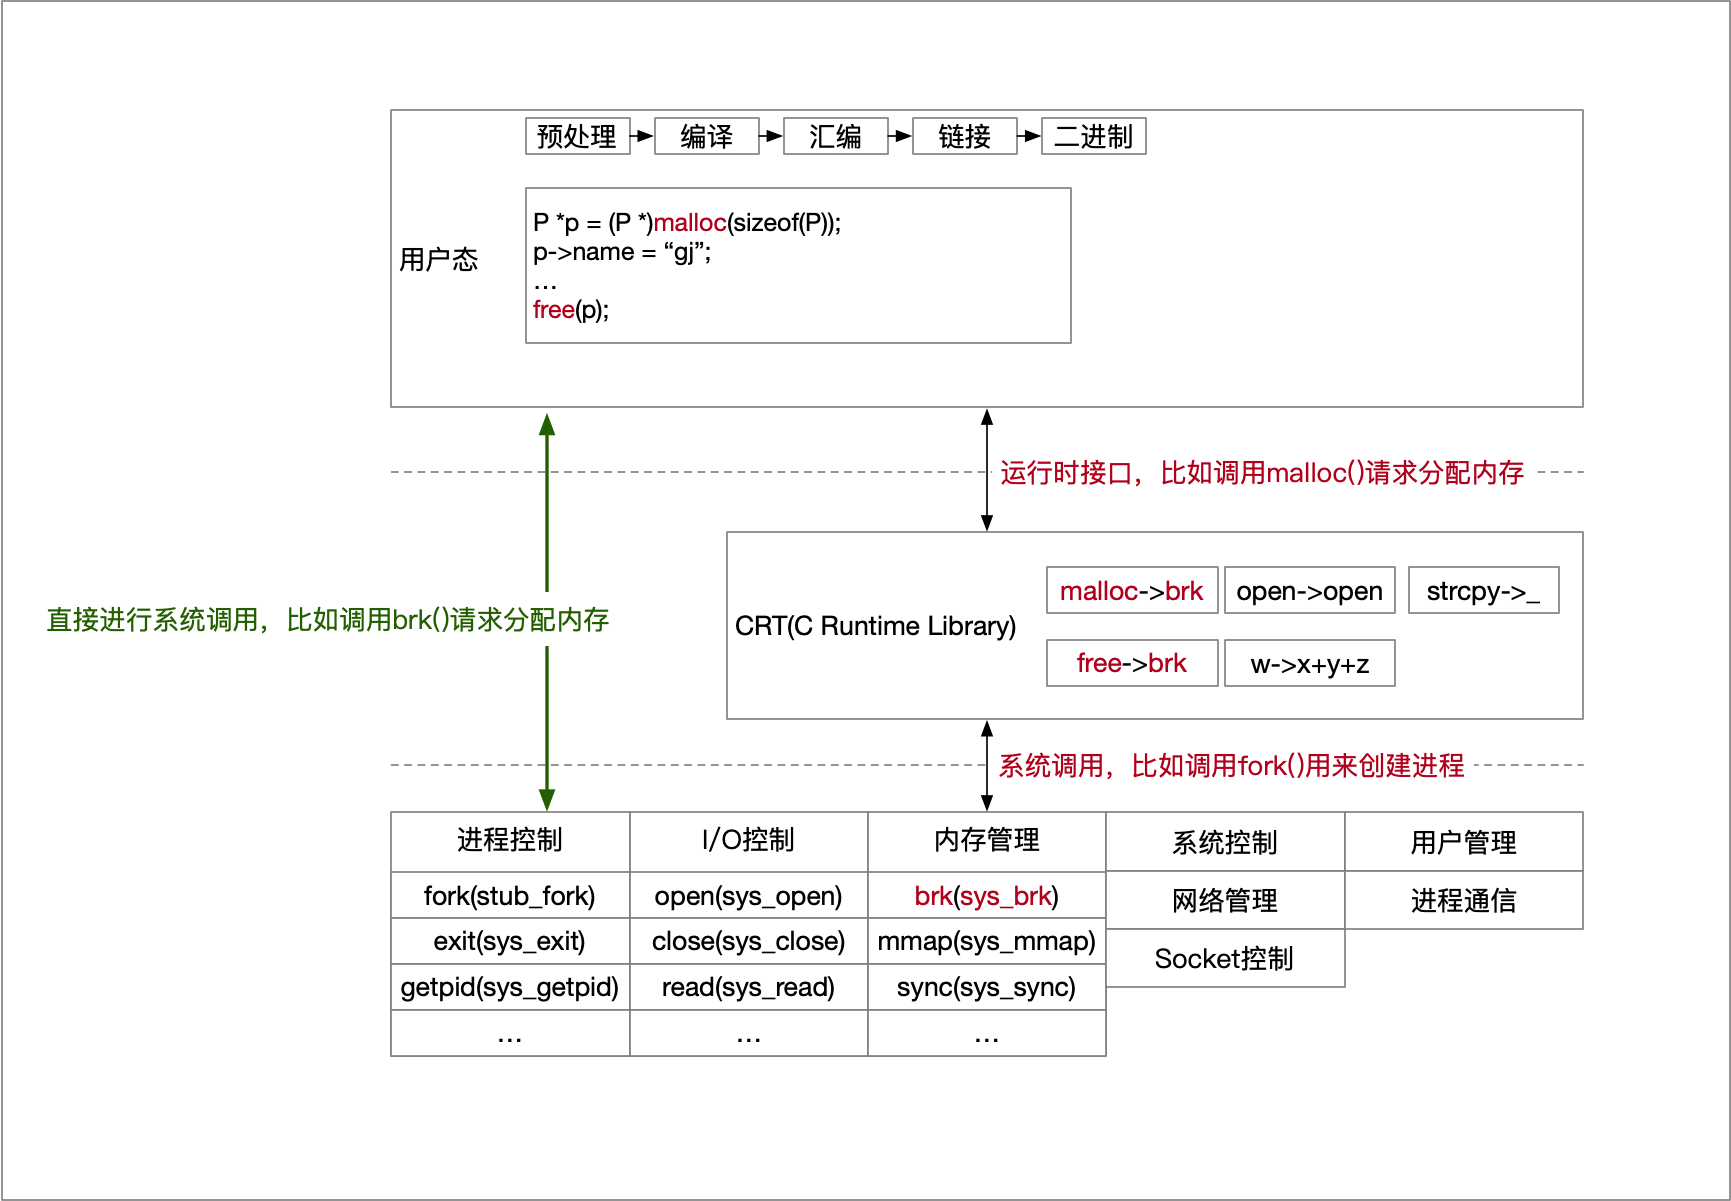 预处理
编译
汇编
链接
二进制
用户态
P *p = (P *)malloc(sizeof(P));
p->name = “gj”;
…
free(p);
运行时接口，比如调用malloc()请求分配内存
直接进行系统调用，比如调用brk()请求分配内存
CRT(C Runtime Library)
malloc->brk
open->open
strcpy->_
free->brk
w->x+y+z
系统调用，比如调用fork()用来创建进程
进程控制
I/O控制
内存管理
系统控制
用户管理
fork(stub_fork)
open(sys_open)
brk(sys_brk)
网络管理
进程通信
exit(sys_exit)
close(sys_close)
mmap(sys_mmap)
Socket控制
getpid(sys_getpid)
read(sys_read)
sync(sys_sync)
…
…
…